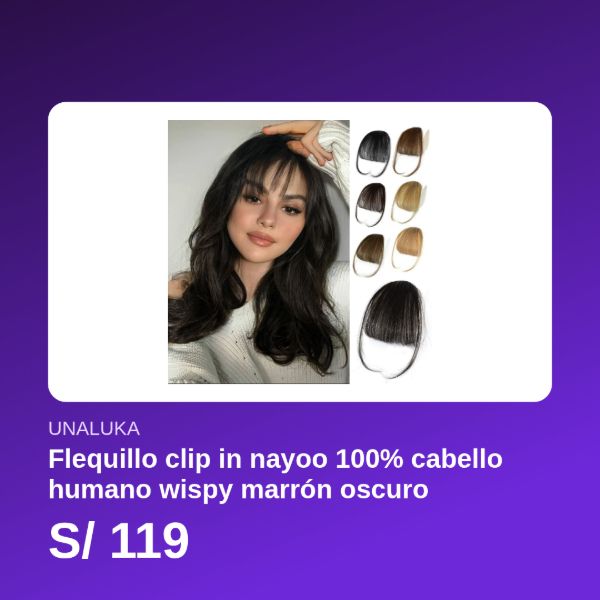 UNALUKA
Flequillo clip in nayoo 100% cabello
humano wispy marrón oscuro
S/ 119